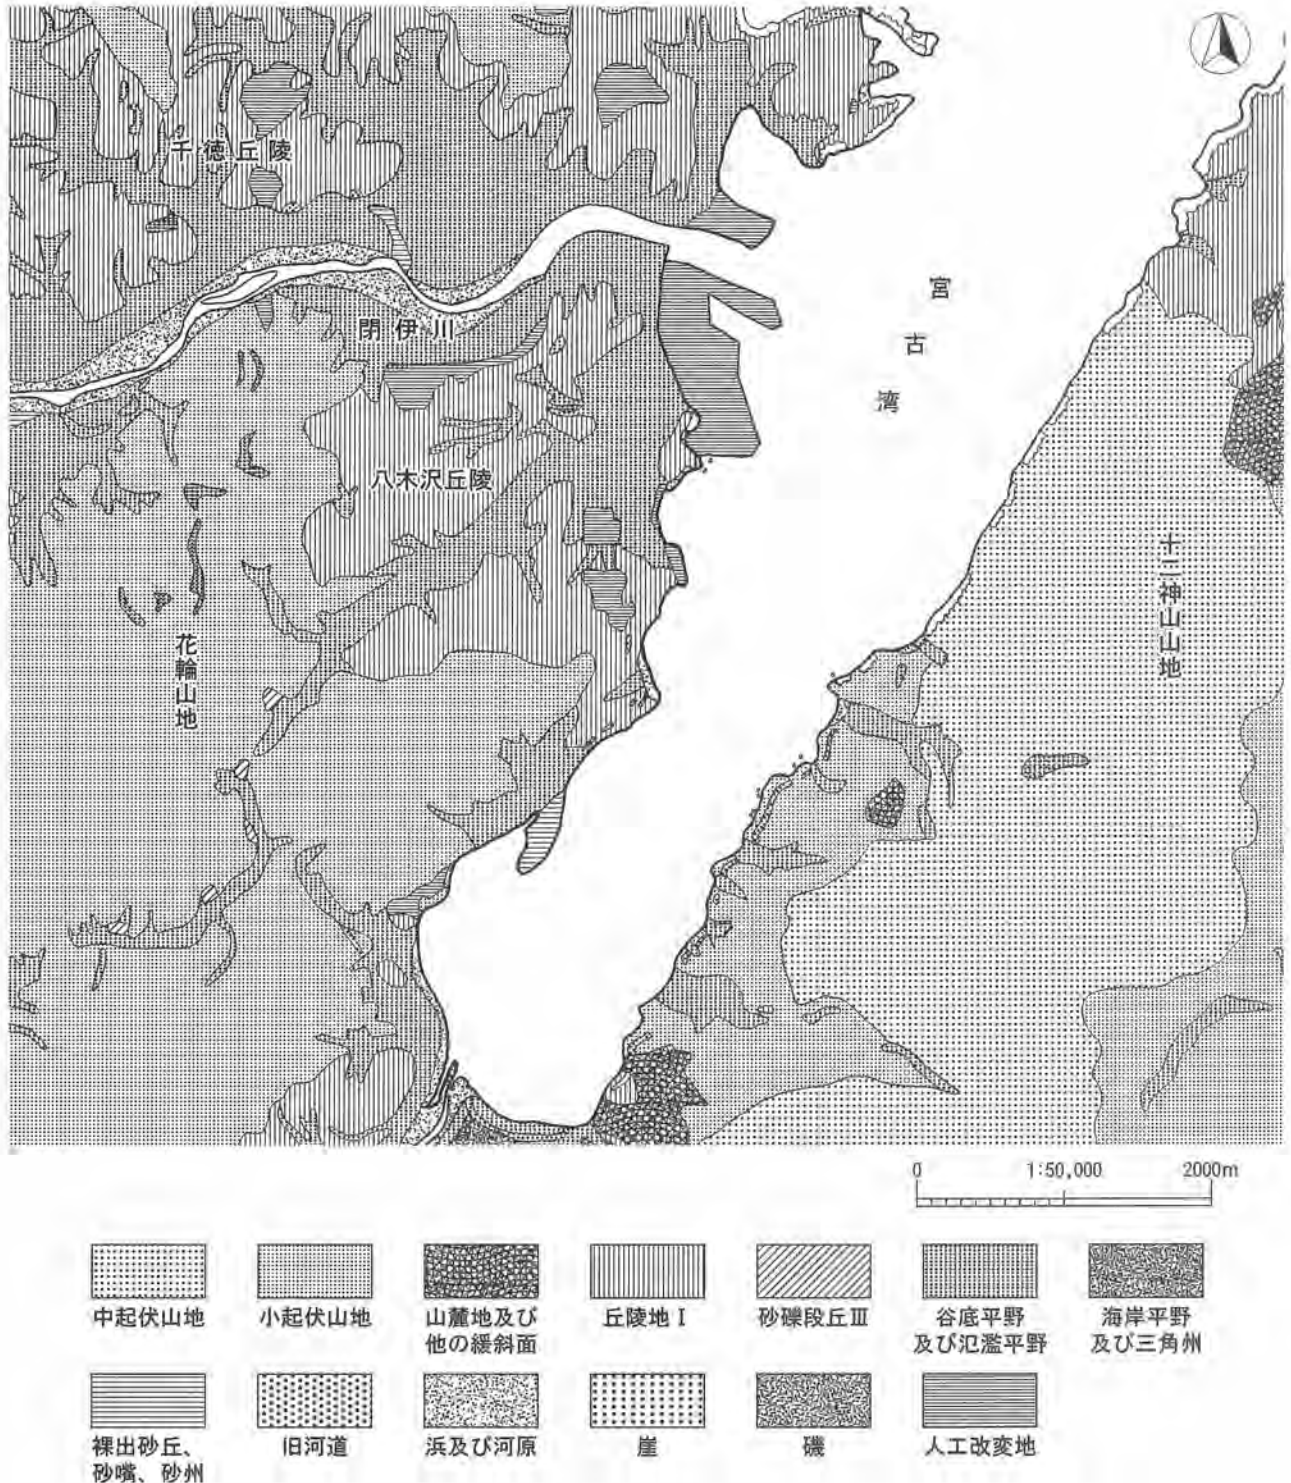 千徳丘陵
閉伊川
宮古湾
八木沢丘陵
十二神山山地
花輪山地
0 1:50,000 2000m
中起伏山地
小起伏山地
山麓地及び
他の緩斜面
丘陵地Ⅰ
砂礫段丘Ⅲ
谷底平野
及び氾濫平野
海岸平野
及び三角州
裸出砂丘、
砂嘴、砂州
旧河道
浜及び河原
崖
磯
人工改変地